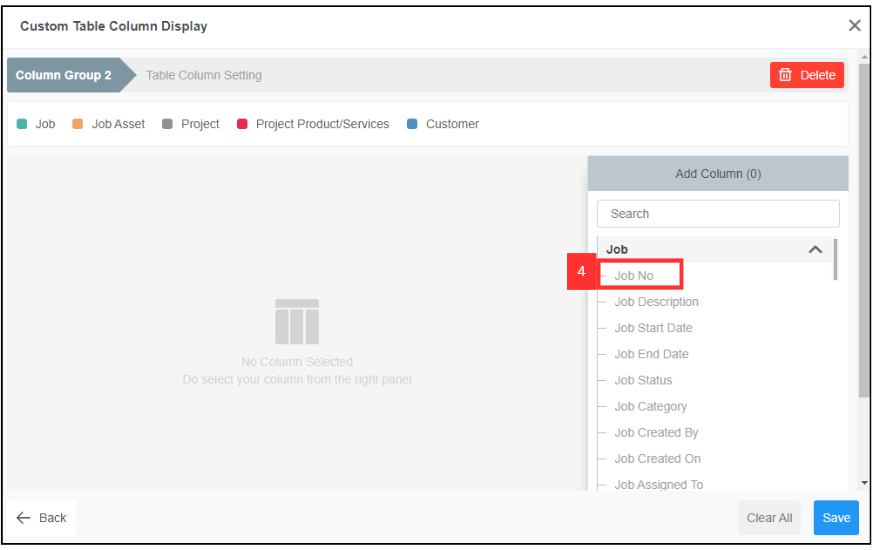 Custom Table Column Display
Column Group 2 Table Column Setting Delete
Job Job Asset Project Project Product/Services Customer
Add Column (0)
Search
Job
4 Job No
Job Description
Job Start Date
Job End Date
Job Status
Job Category
Job Created By
Job Created On
Job Assigned To
No Column Selected
Do select your column from the right panel
Back Clear All Save